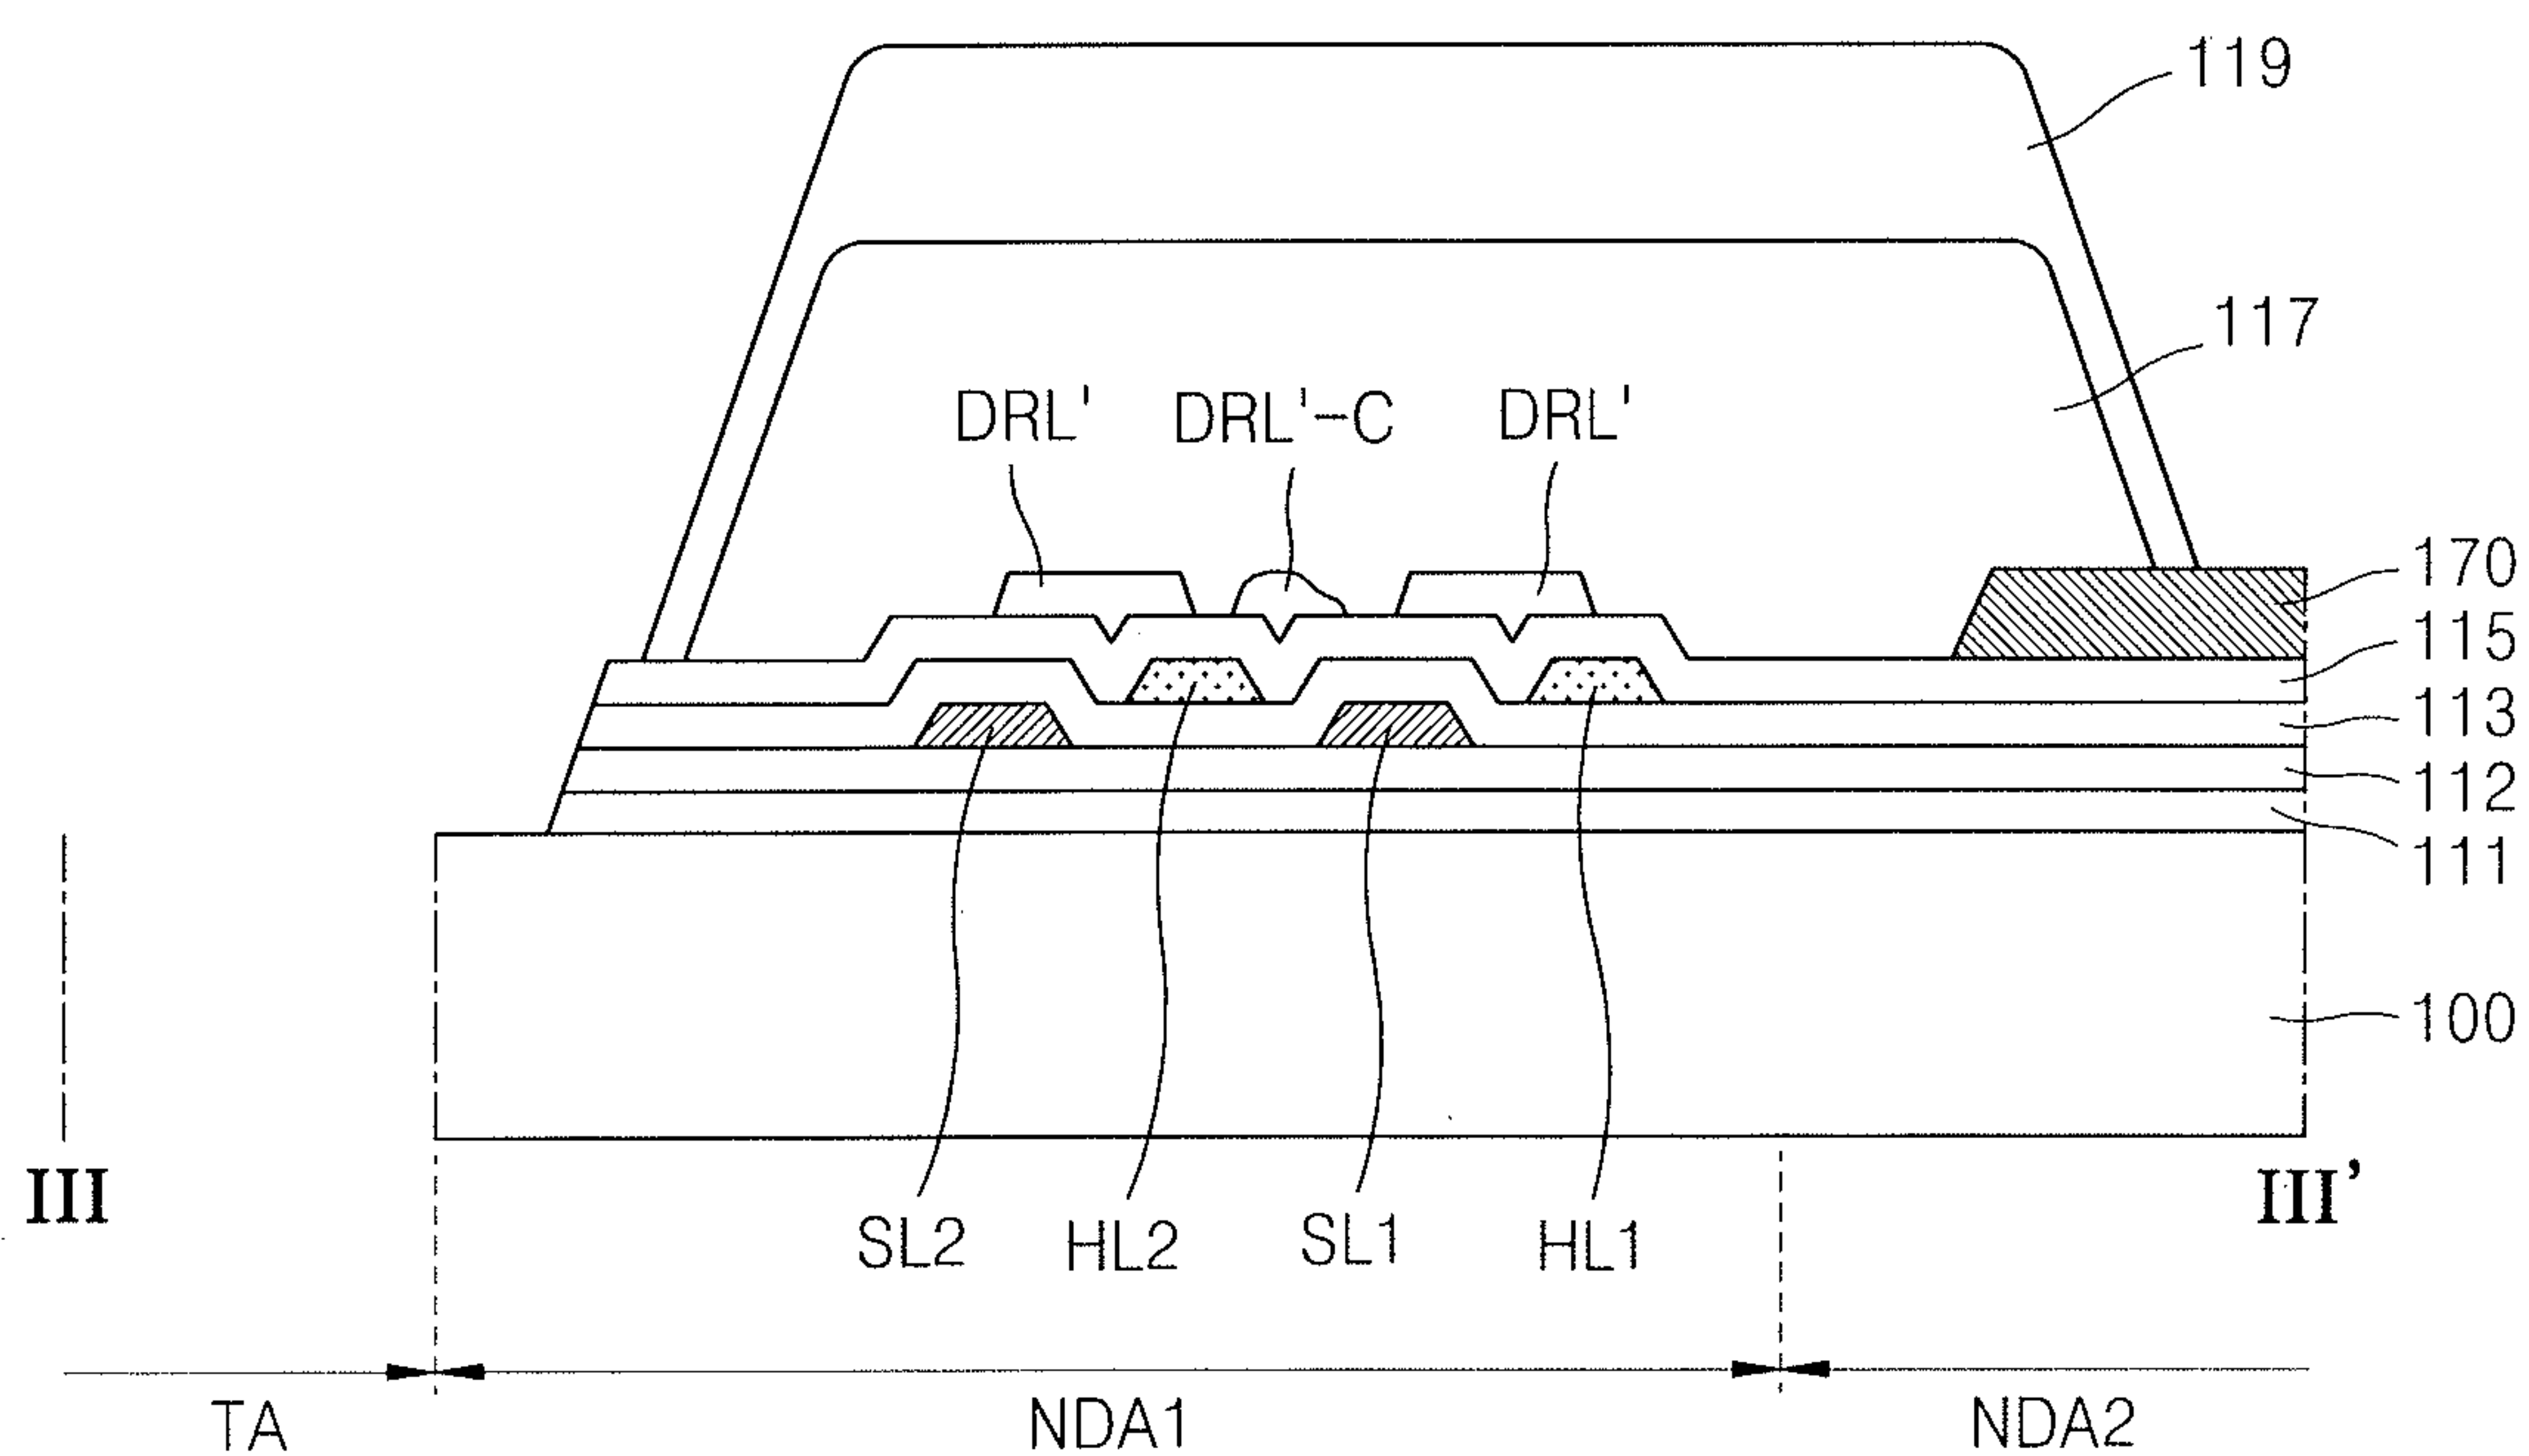 119
117
DRL' DRL'-C DRL'
170
115
113
112
111
100
III III'
SL2 HL2 SL1 HL1
TA NDA1 NDA2